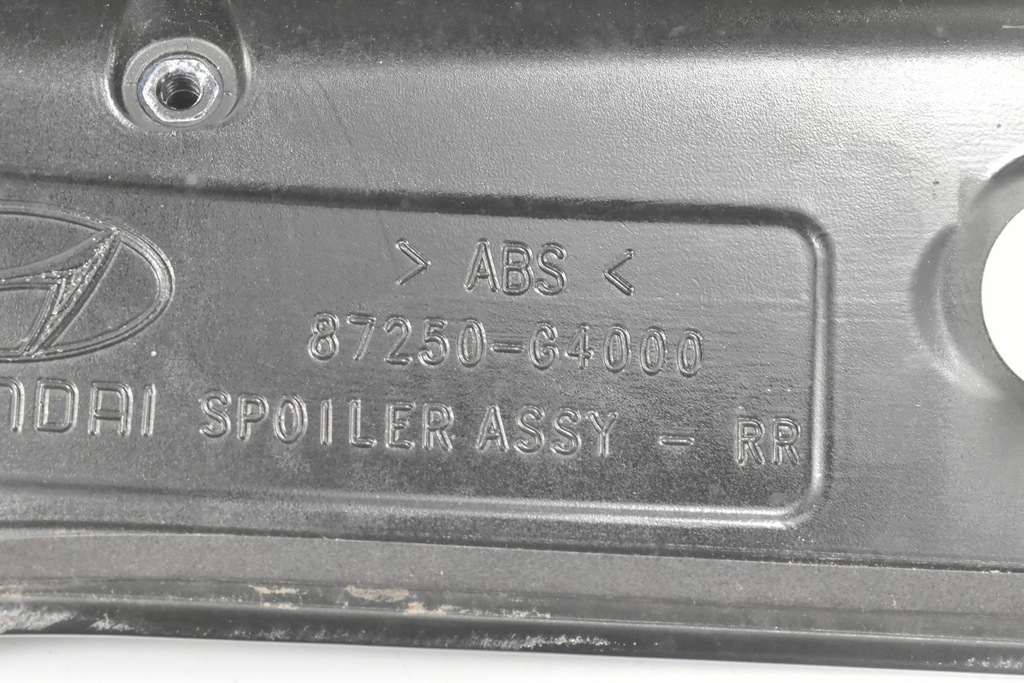 > ABS <
87250-G4000
NDAI SPOILER ASSY - RR